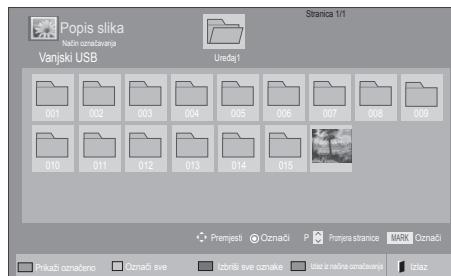 Stranica 1/1
Popis slika
Način označavanja
Vanjski USB
Uređaj1
001 002 003 004 005 006 007 008 009
010 011 012 013 014 015
Premjesti Označi P Promjera stranice MARK Označi
Prikaži označeno Označi sve Izbriši sve oznake Izlaz iz načina označavanja Izlaz